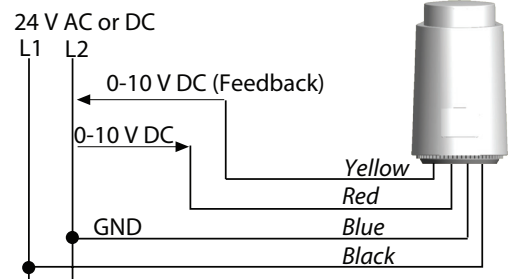 24 V AC or DC
L1 L2
0-10 V DC (Feedback)
0-10 V DC
Yellow
Red
GND Blue
Black